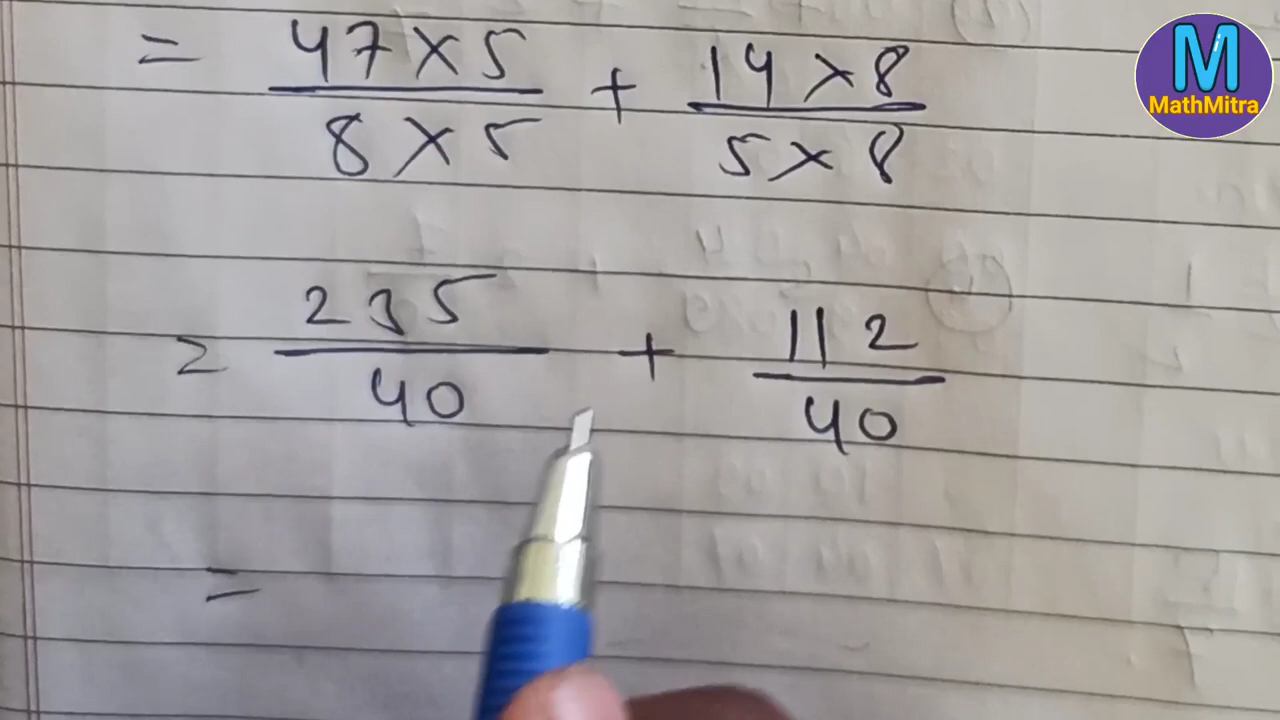 M
MathMitra
= 47 × 5 / 8 × 5 + 14 × 8 / 5 × 8
= 235 / 40 + 112 / 40
=